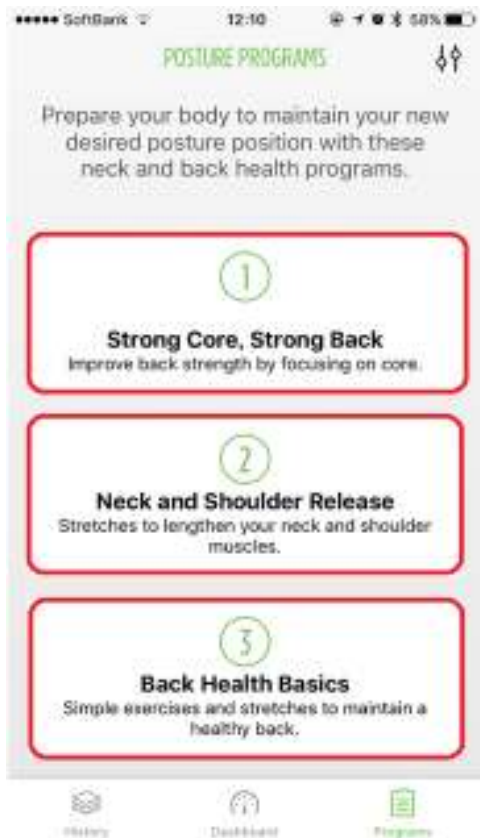 SoftBank 12:10 58%
POSTURE PROGRAMS
Prepare your body to maintain your new
desired posture position with these
neck and back health programs.
1
Strong Core, Strong Back
Improve back strength by focusing on core.
2
Neck and Shoulder Release
Stretches to lengthen your neck and shoulder
muscles.
3
Back Health Basics
Simple exercises and stretches to maintain a
healthy back.
History Dashboard Programs